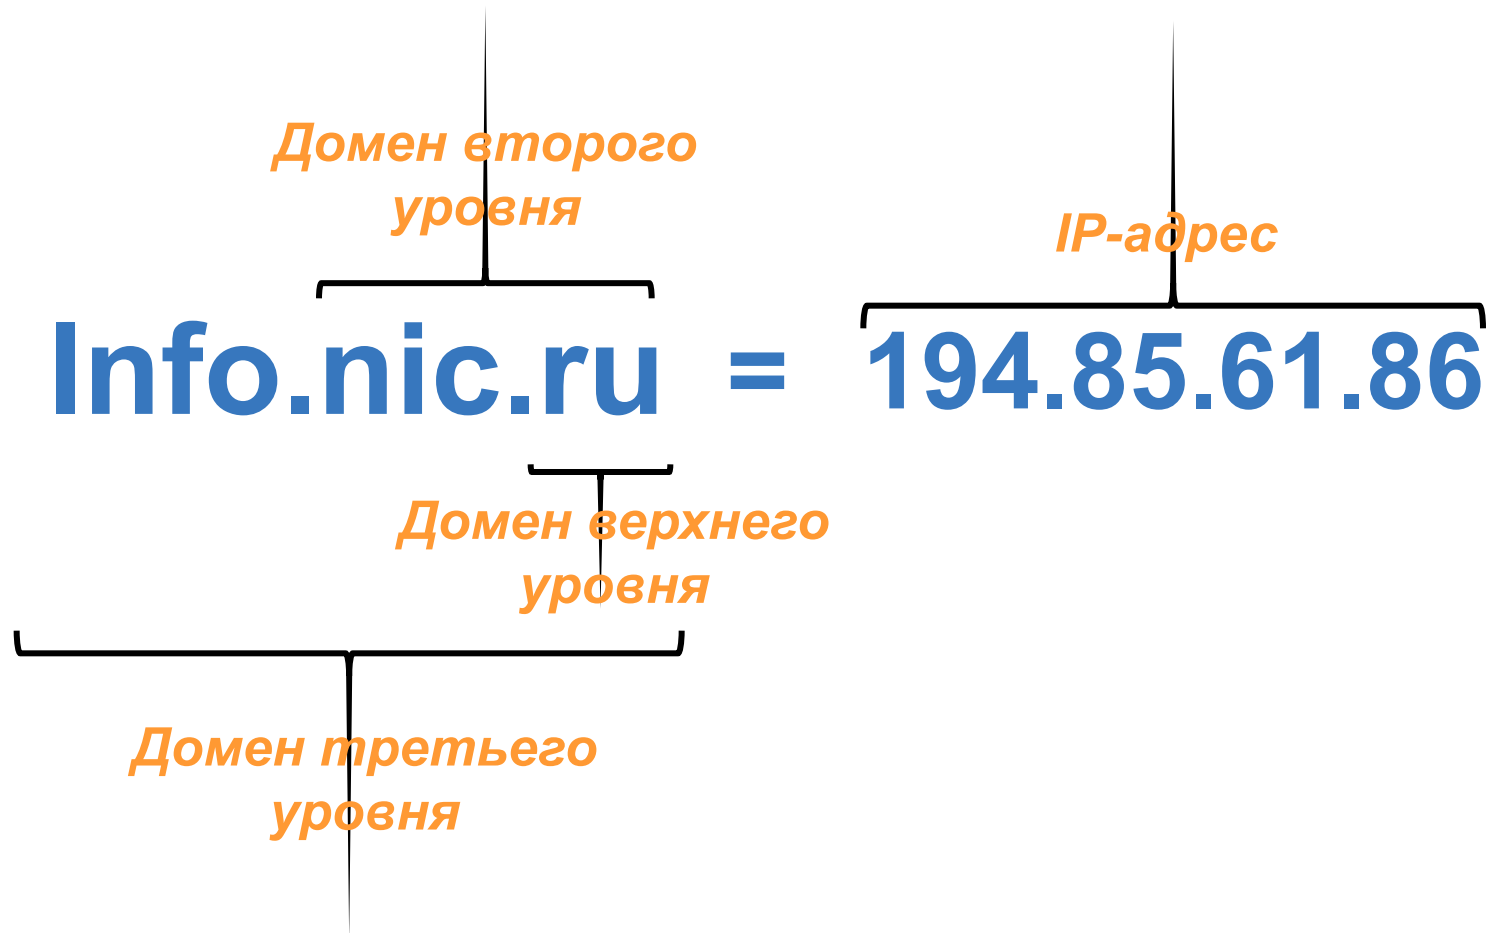 Домен второго
уровня
IP-адрес
Info.nic.ru = 194.85.61.86
Домен верхнего
уровня
Домен третьего
уровня